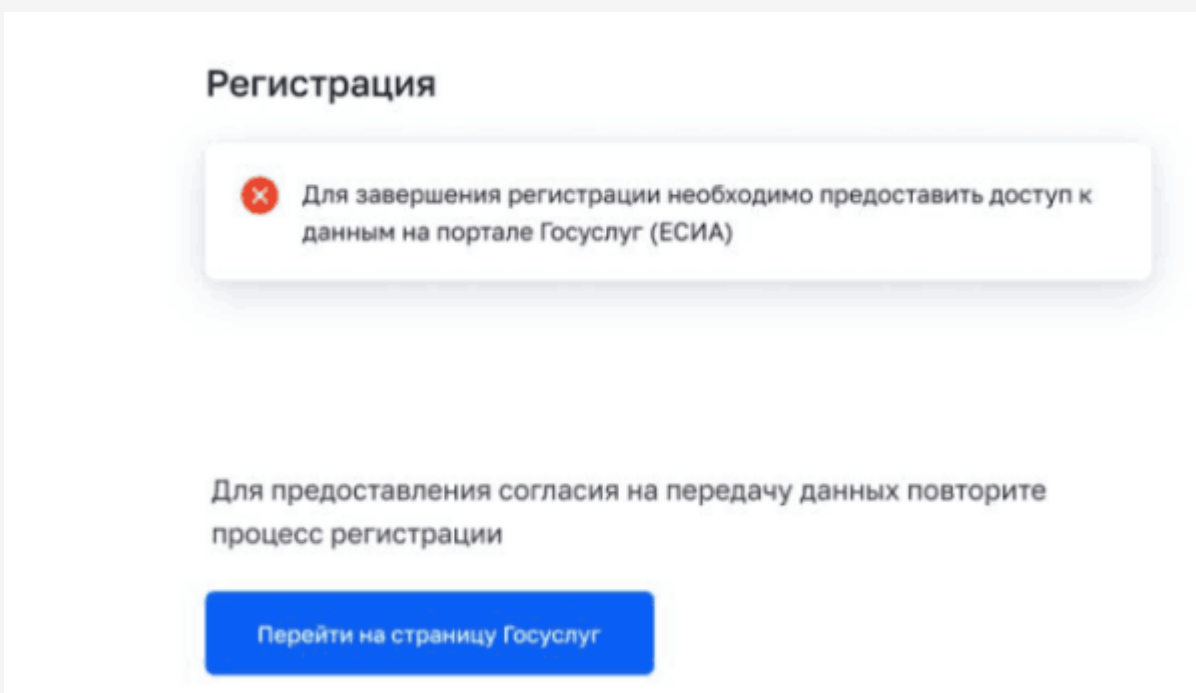 Регистрация
Для завершения регистрации необходимо предоставить доступ к
данным на портале Госуслуг (ЕСИА)
Для предоставления согласия на передачу данных повторите
процесс регистрации
Перейти на страницу Госуслуг